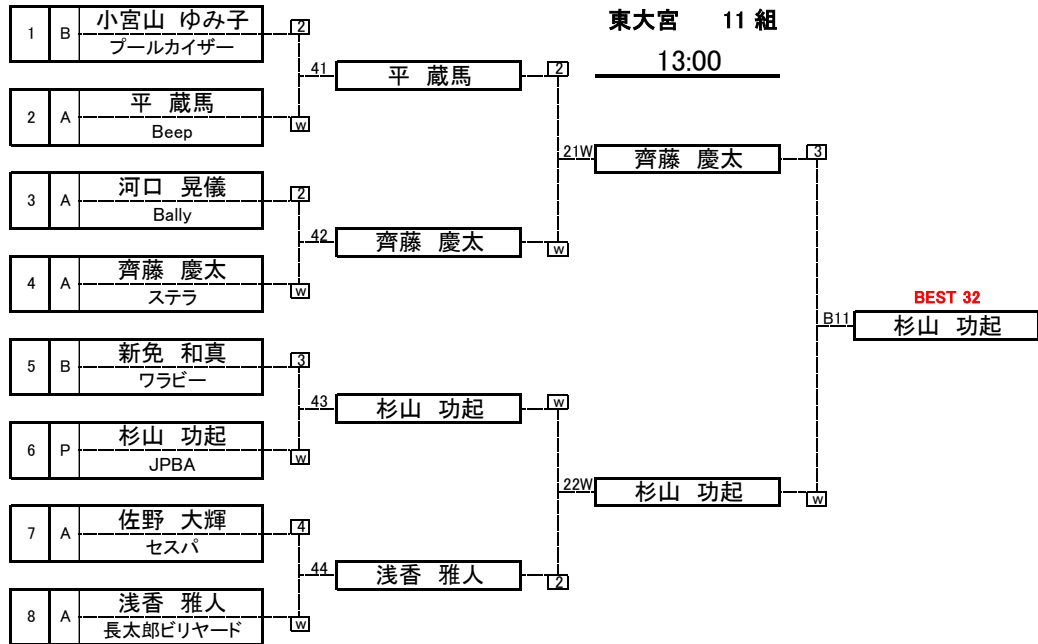 東大宮 11 組
13:00
1 B 小宮山 ゆみ子 2
プールカイザー
41 平 蔵馬 2
2 A 平 蔵馬 w
Beep
21W 齊藤 慶太 3
3 A 河口 晃儀 2
Bally
42 齊藤 慶太 w
4 A 齊藤 慶太 w
ステラ
BEST 32
B11 杉山 功起
5 B 新免 和真 3
ワラビー
43 杉山 功起 w
6 P 杉山 功起 w
JPBA
22W 杉山 功起 w
7 A 佐野 大輝 4
セスパ
44 浅香 雅人 2
8 A 浅香 雅人 w
長太郎ビリヤード